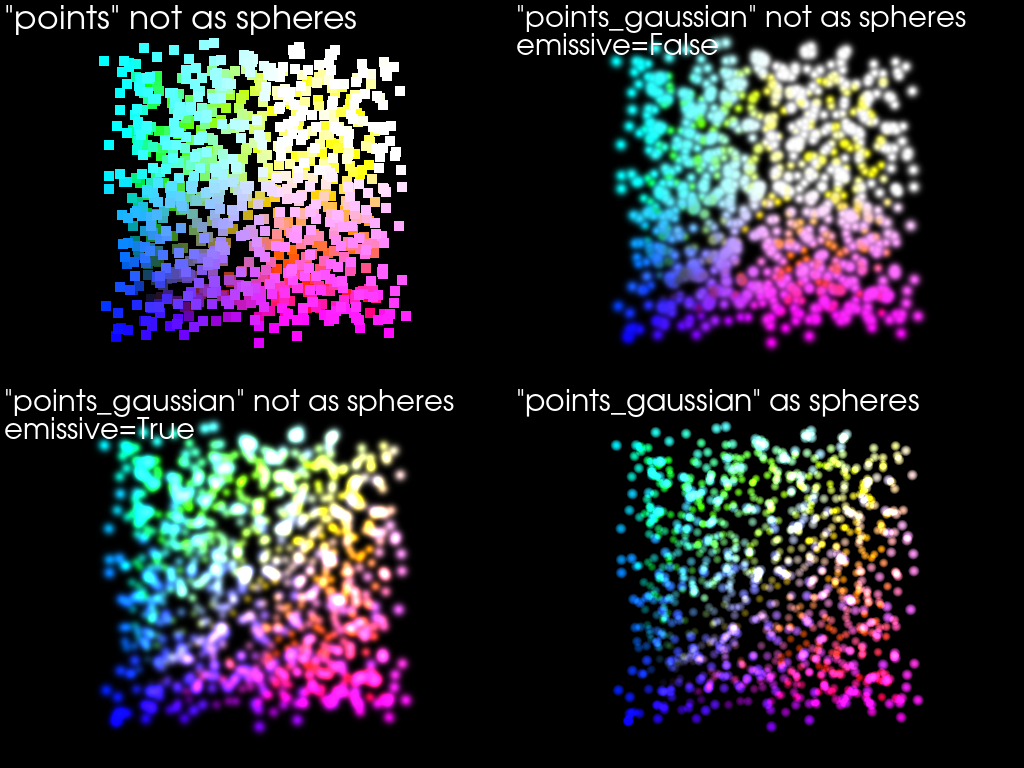 "points" not as spheres
"points_gaussian" not as spheres
emissive=False
"points_gaussian" not as spheres
emissive=True
"points_gaussian" as spheres